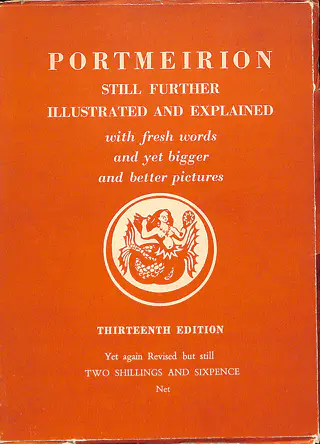 PORTMEIRION
STILL FURTHER
ILLUSTRATED AND EXPLAINED
with fresh words
and yet bigger
and better pictures
THIRTEENTH EDITION
Yet again Revised but still
TWO SHILLINGS AND SIXPENCE
Net